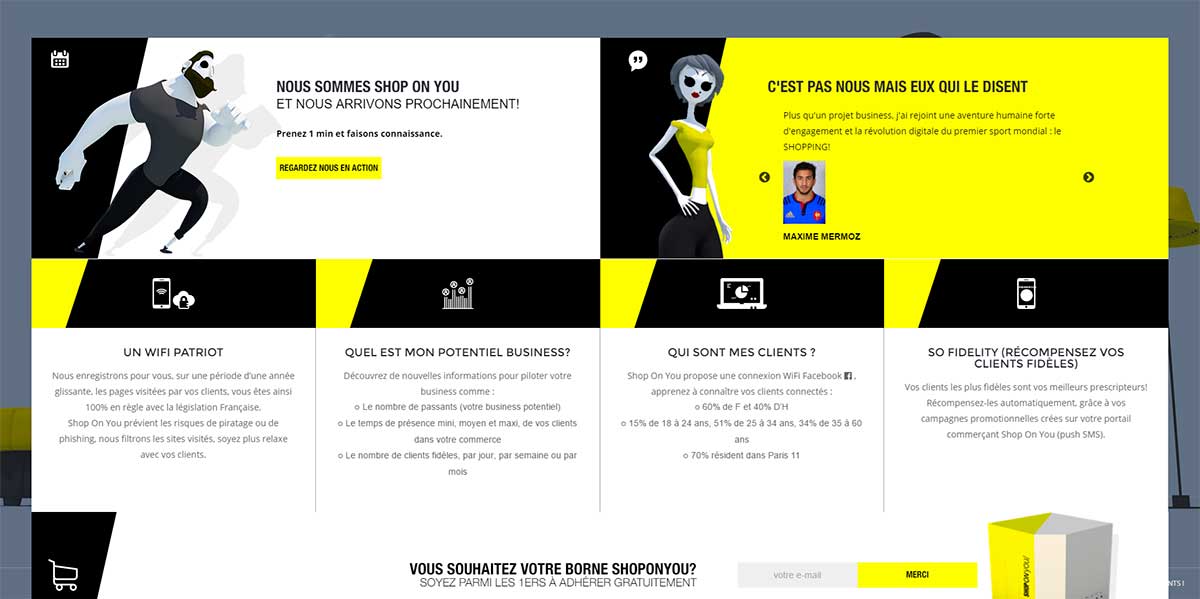 NOUS SOMMES SHOP ON YOU
ET NOUS ARRIVONS PROCHAINEMENT!
Prenez 1 min et faisons connaissance.
REGARDEZ NOUS EN ACTION
C'EST PAS NOUS MAIS EUX QUI LE DISENT
Plus qu'un projet business, j'ai rejoint une aventure humaine forte
d'engagement et la révolution digitale du premier sport mondial : le
SHOPPING!
MAXIME MERMOZ
UN WIFI PATRIOT
Nous enregistrons pour vous, sur une période d'une année
glissante, les pages visitées par vos clients, vous êtes ainsi
100% en règle avec la législation Française.
Shop On You prévient les risques de piratage ou de
phishing, nous filtrons les sites visités, soyez plus relaxe
avec vos clients.
QUEL EST MON POTENTIEL BUSINESS?
Découvrez de nouvelles informations pour piloter votre
business comme :
○ Le nombre de passants (votre business potentiel)
○ Le temps de présence mini, moyen et maxi, de vos clients
dans votre commerce
○ Le nombre de clients fidèles, par jour, par semaine ou par
mois
QUI SONT MES CLIENTS ?
Shop On You propose une connexion WiFi Facebook ,
apprenez à connaître vos clients connectés :
○ 60% de F et 40% D'H
○ 15% de 18 à 24 ans, 51% de 25 à 34 ans, 34% de 35 à 60
ans
○ 70% résident dans Paris 11
SO FIDELITY (RÉCOMPENSEZ VOS
CLIENTS FIDÈLES)
Vos clients les plus fidèles sont vos meilleurs prescripteurs!
Récompensez-les automatiquement, grâce à vos
campagnes promotionnelles crées sur votre portail
commerçant Shop On You (push SMS).
VOUS SOUHAITEZ VOTRE BORNE SHOPONYOU?
SOYEZ PARMI LES 1ERS À ADHÉRER GRATUITEMENT
votre e-mail
MERCI
SHOPONyou/
NTS !